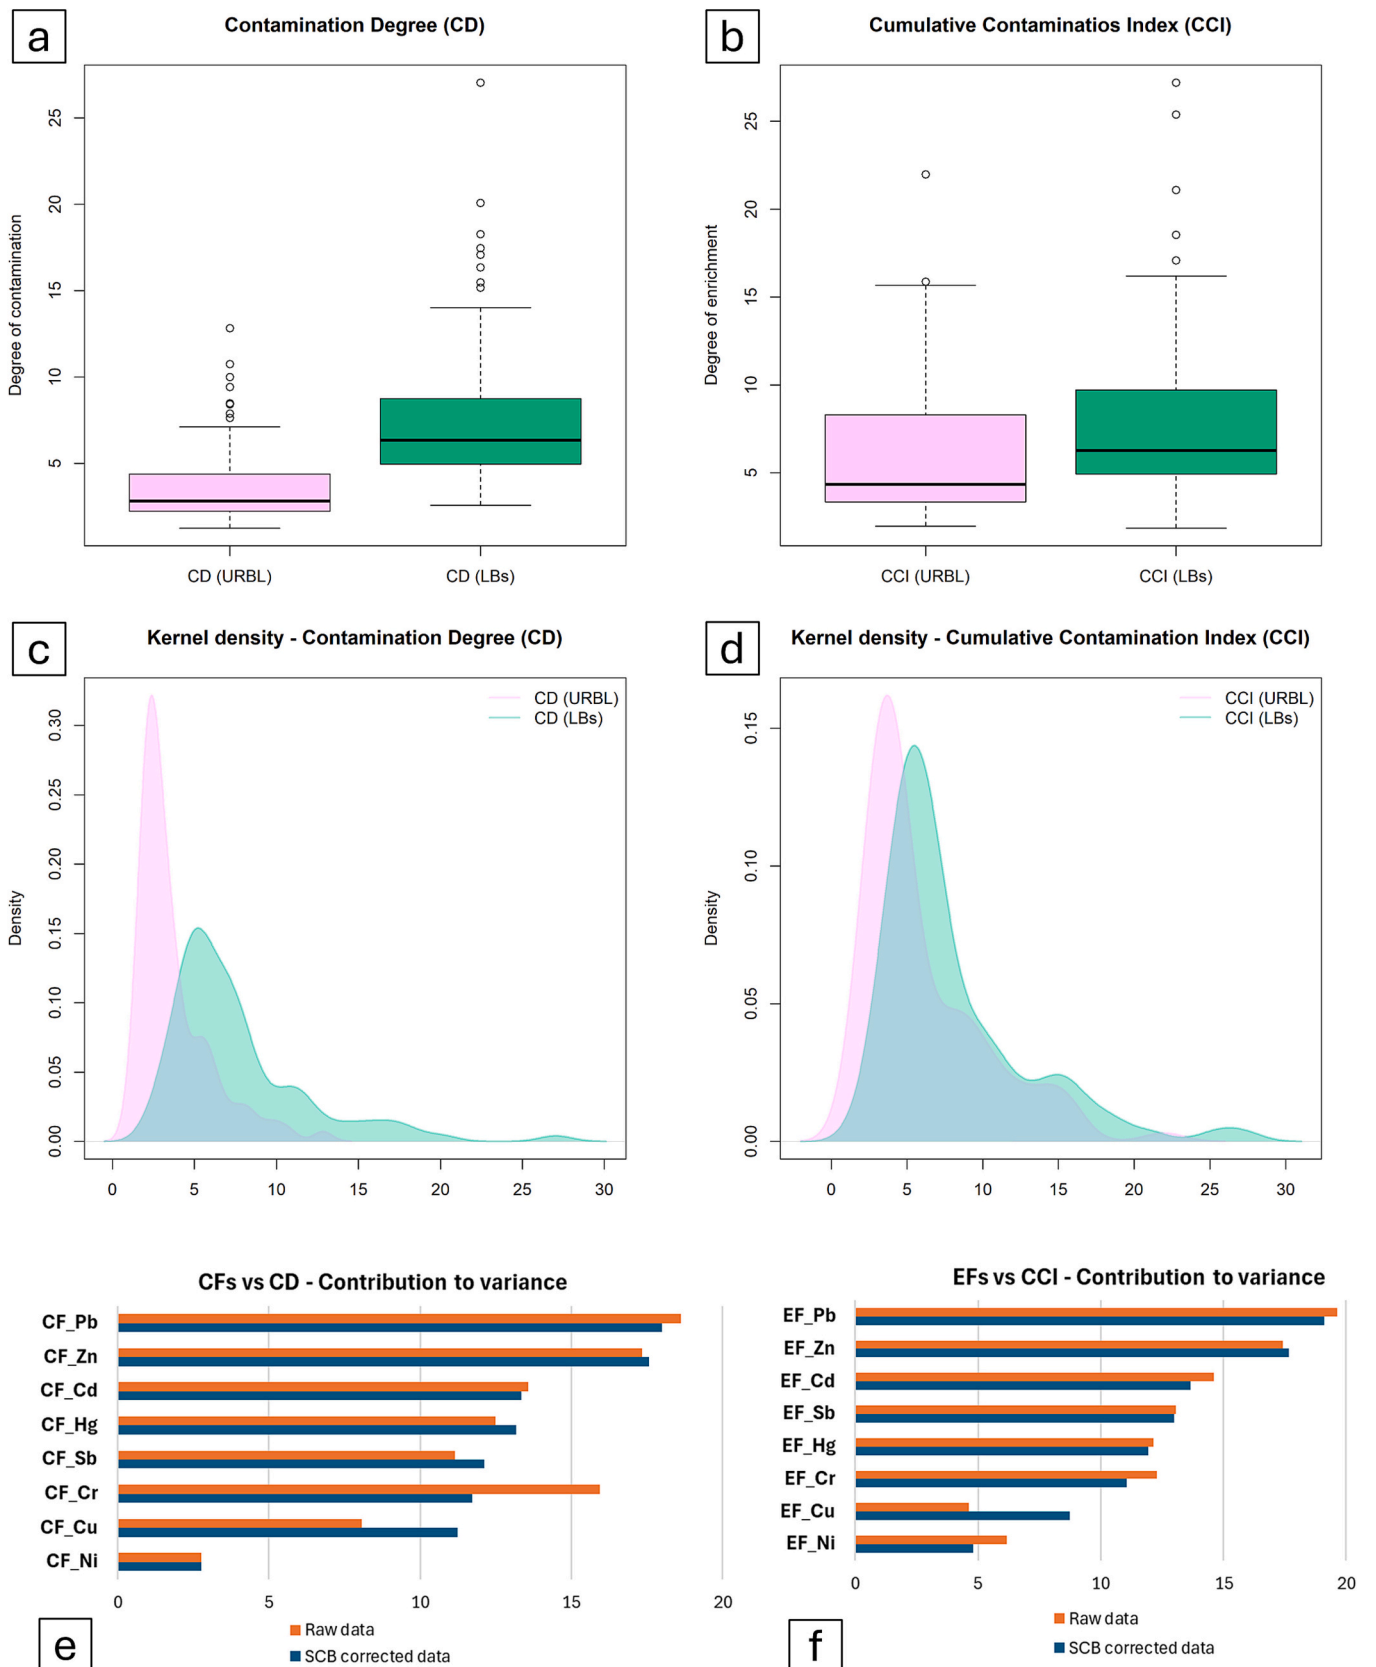 a
Contamination Degree (CD)
Degree of contamination
25
20
15
10
5
CD (URBL)
CD (LBs)
b
Cumulative Contaminatios Index (CCI)
Degree of enrichment
25
20
15
10
5
CCI (URBL)
CCI (LBs)
c
Kernel density - Contamination Degree (CD)
CD (URBL)
CD (LBs)
Density
0.30
0.25
0.20
0.15
0.10
0.05
0.00
0 5 10 15 20 25 30
d
Kernel density - Cumulative Contamination Index (CCI)
CCI (URBL)
CCI (LBs)
Density
0.15
0.10
0.05
0.00
0 5 10 15 20 25 30
CFs vs CD - Contribution to variance
CF_Pb
CF_Zn
CF_Cd
CF_Hg
CF_Sb
CF_Cr
CF_Cu
CF_Ni
0 5 10 15 20
Raw data
SCB corrected data
e
EFs vs CCI - Contribution to variance
EF_Pb
EF_Zn
EF_Cd
EF_Sb
EF_Hg
EF_Cr
EF_Cu
EF_Ni
0 5 10 15 20
Raw data
SCB corrected data
f